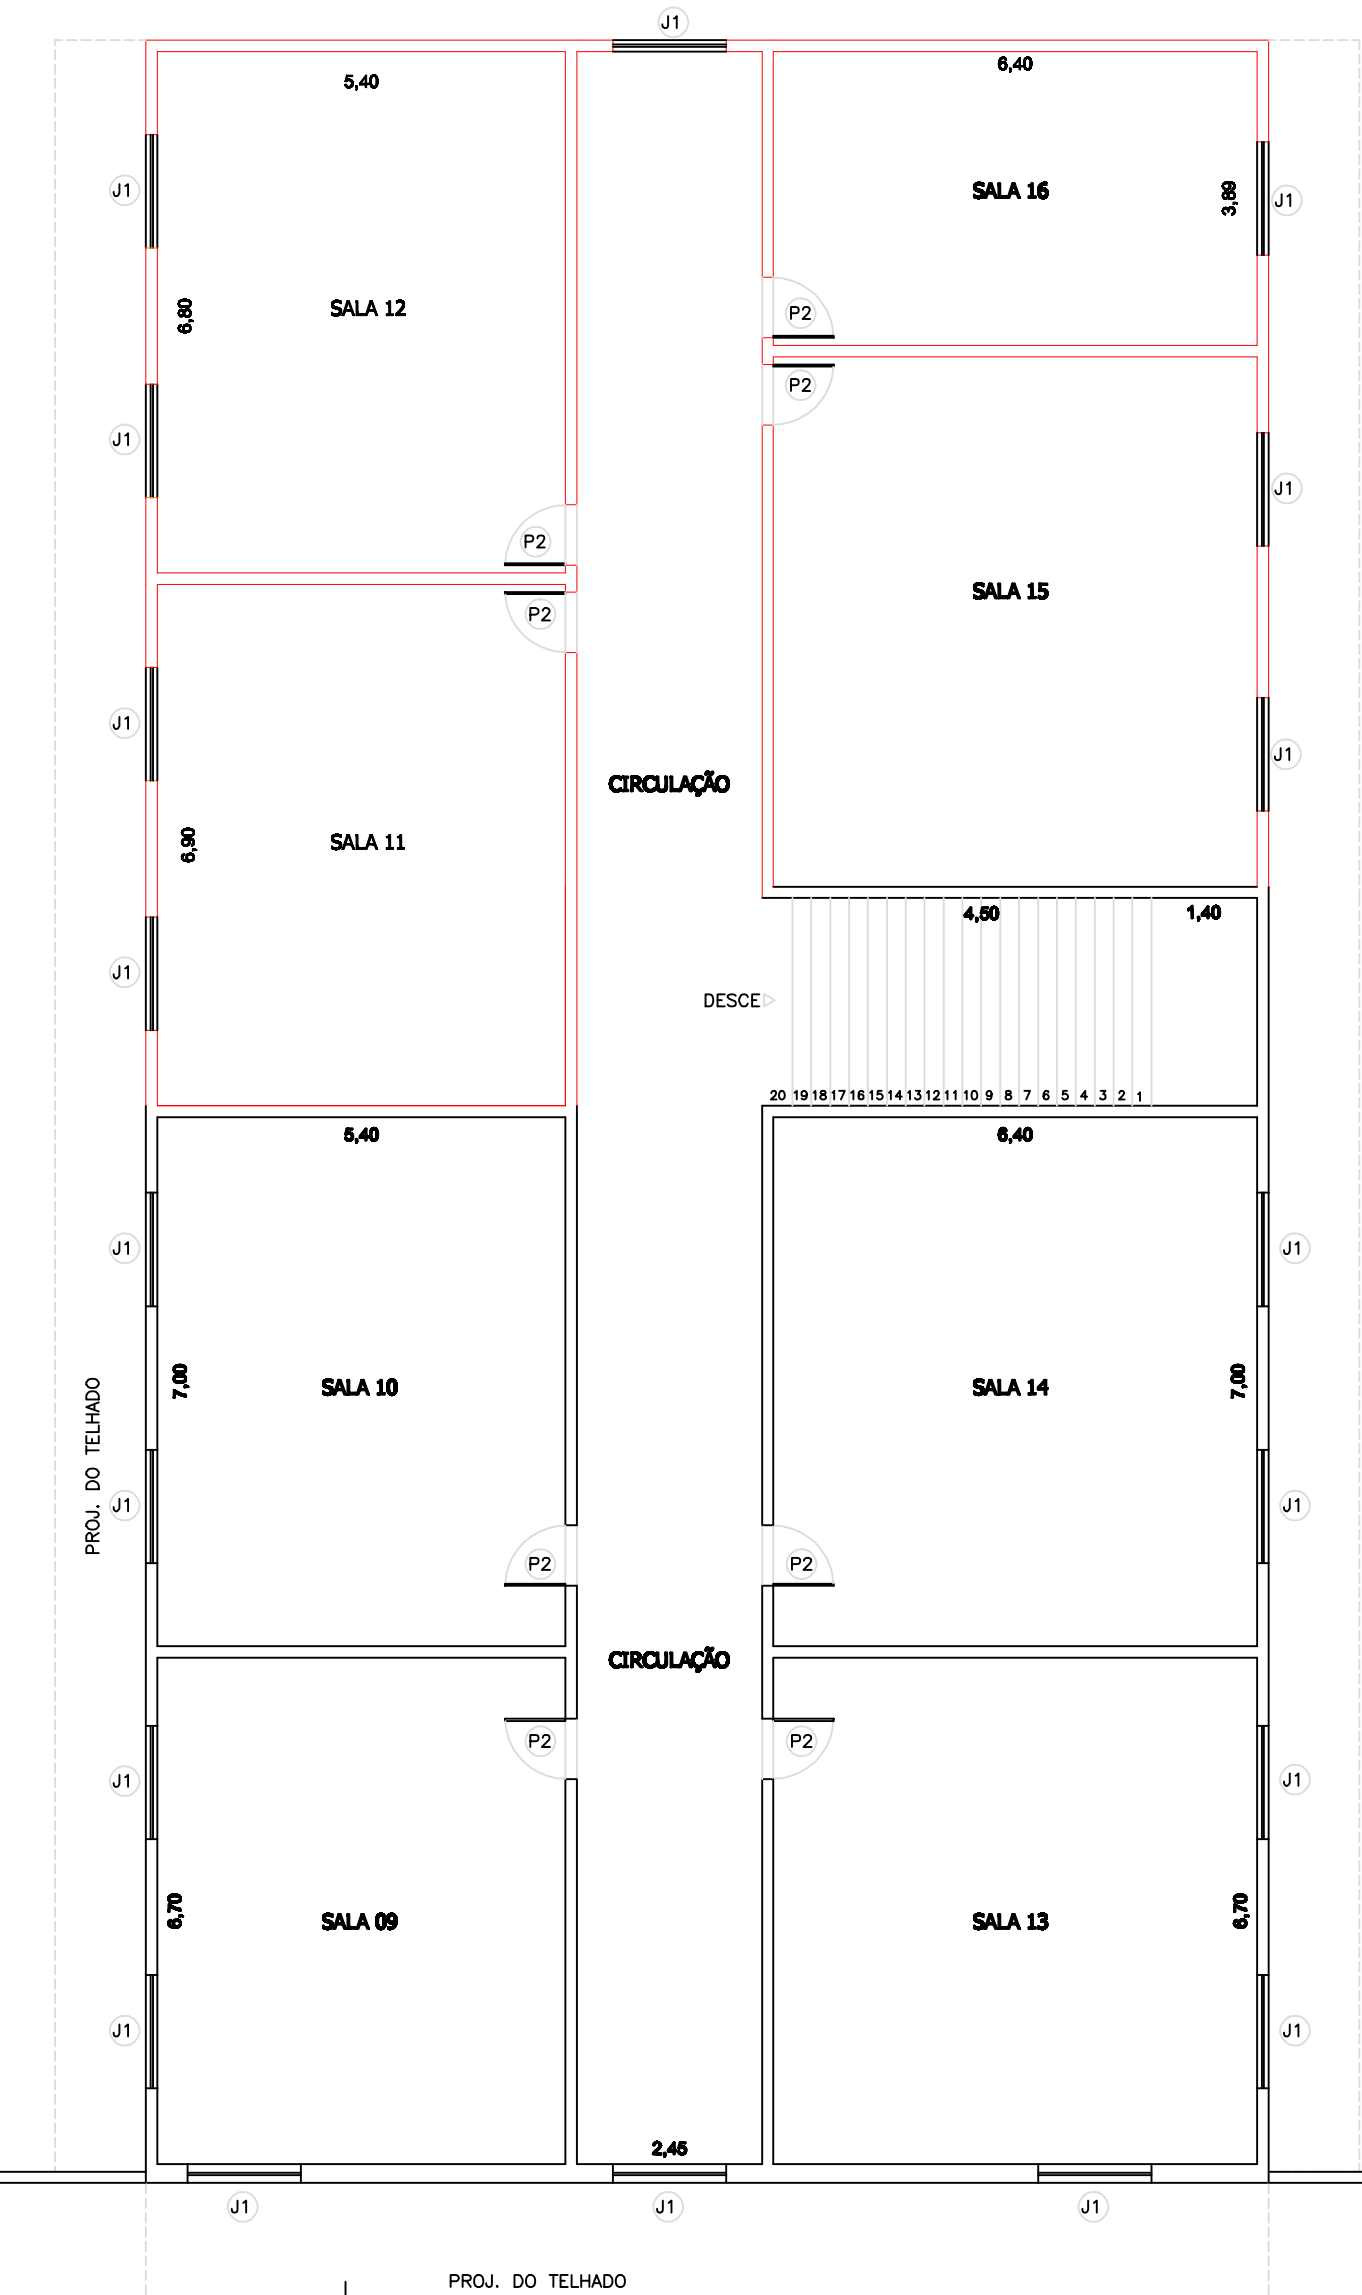 J1
5,40
6,40
J1
SALA 16
3,89
J1
6,80
SALA 12
P2
P2
J1
J1
P2
P2
SALA 15
J1
J1
CIRCULAÇÃO
6,90
SALA 11
4,50
1,40
J1
DESCE
20 19 18 17 16 15 14 13 12 11 10 9 8 7 6 5 4 3 2 1
5,40
6,40
J1
J1
7,00
SALA 10
SALA 14
7,00
PROJ. DO TELHADO
J1
J1
P2
P2
CIRCULAÇÃO
P2
P2
J1
J1
6,70
SALA 09
SALA 13
6,70
J1
J1
2,45
J1
J1
J1
PROJ. DO TELHADO